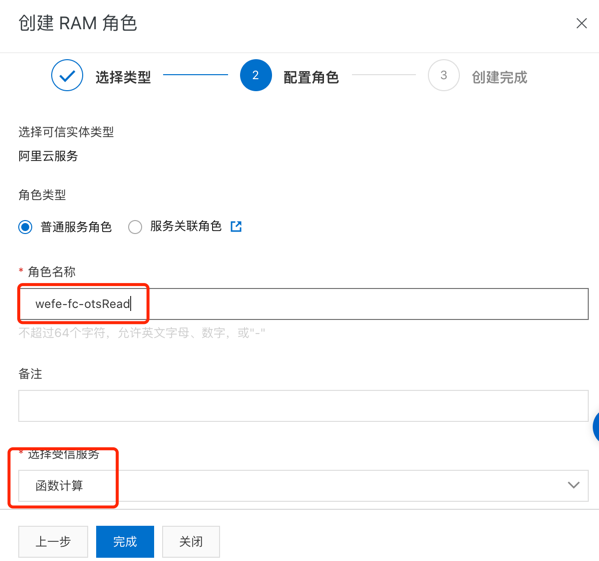 创建 RAM 角色
选择类型 2 配置角色 3 创建完成
选择可信实体类型
阿里云服务
角色类型
普通服务角色 服务关联角色
* 角色名称
wefe-fc-otsRead
不超过64个字符，允许英文字母、数字，或"-"
备注
* 选择受信服务
函数计算
上一步 完成 关闭